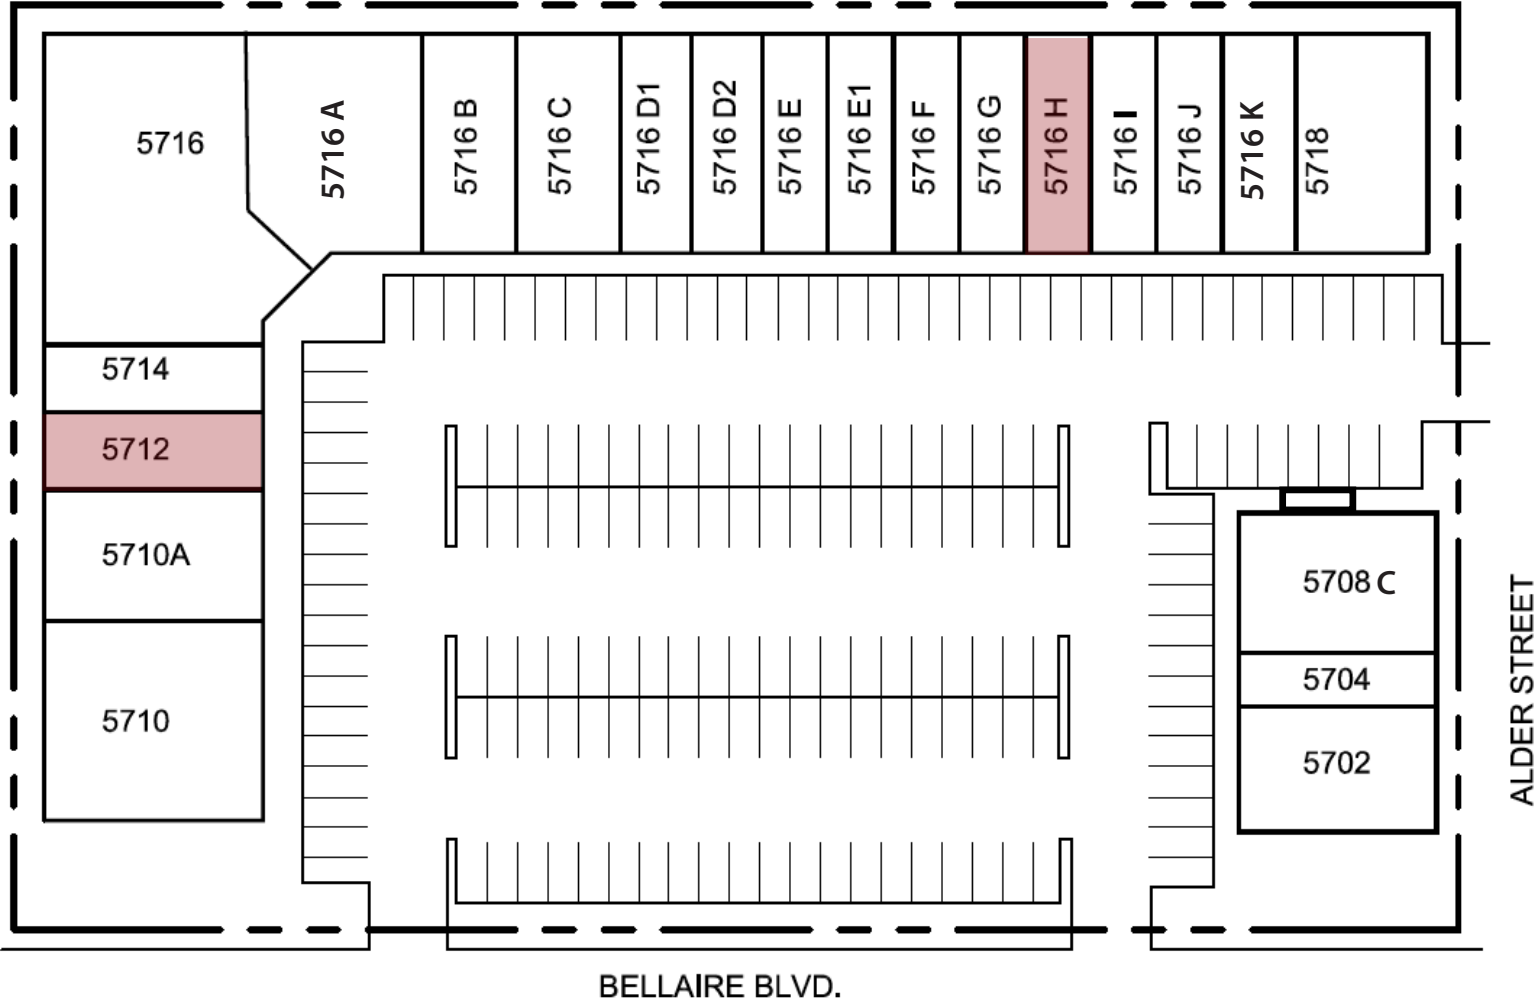 5716
5716 A
5716 B
5716 C
5716 D1
5716 D2
5716 E
5716 E1
5716 F
5716 G
5716 H
5716 I
5716 J
5716 K
5718
5714
5712
5710A
5710
5708 C
5704
5702
ALDER STREET
BELLAIRE BLVD.